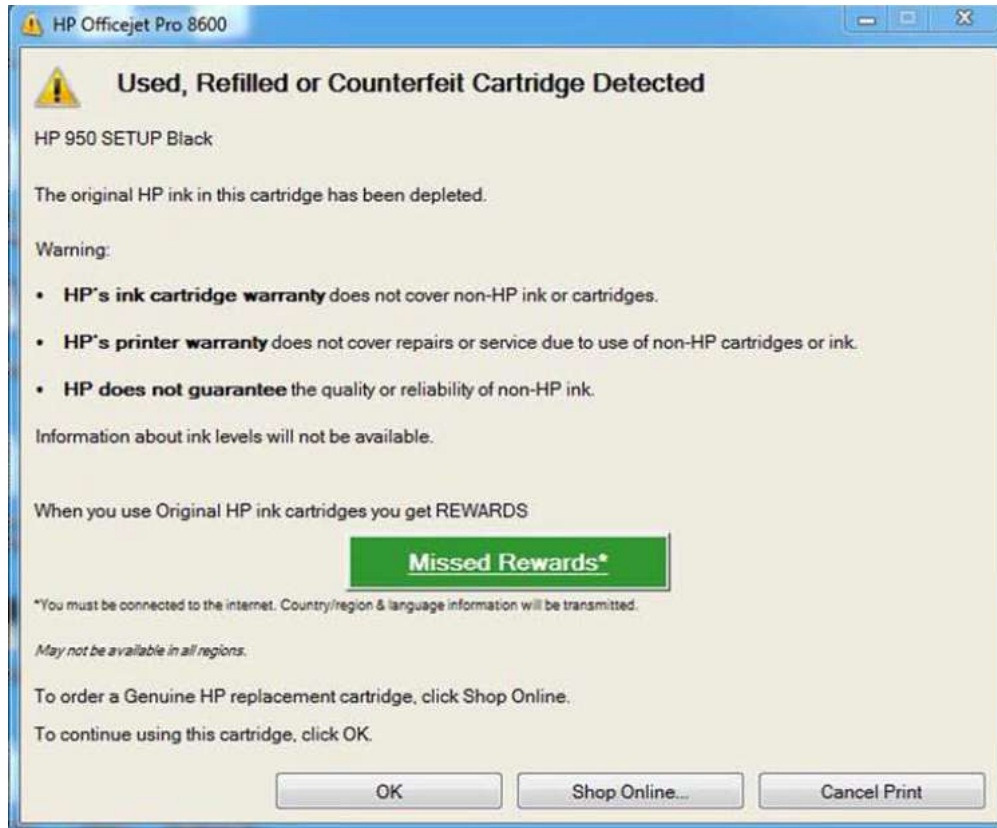 HP Officejet Pro 8600
Used, Refilled or Counterfeit Cartridge Detected
HP 950 SETUP Black
The original HP ink in this cartridge has been depleted.
Warning:
• HP's ink cartridge warranty does not cover non-HP ink or cartridges.
• HP's printer warranty does not cover repairs or service due to use of non-HP cartridges or ink.
• HP does not guarantee the quality or reliability of non-HP ink.
Information about ink levels will not be available.
When you use Original HP ink cartridges you get REWARDS
Missed Rewards*
*You must be connected to the internet. Country/region & language information will be transmitted.
May not be available in all regions.
To order a Genuine HP replacement cartridge, click Shop Online.
To continue using this cartridge, click OK.
OK Shop Online... Cancel Print